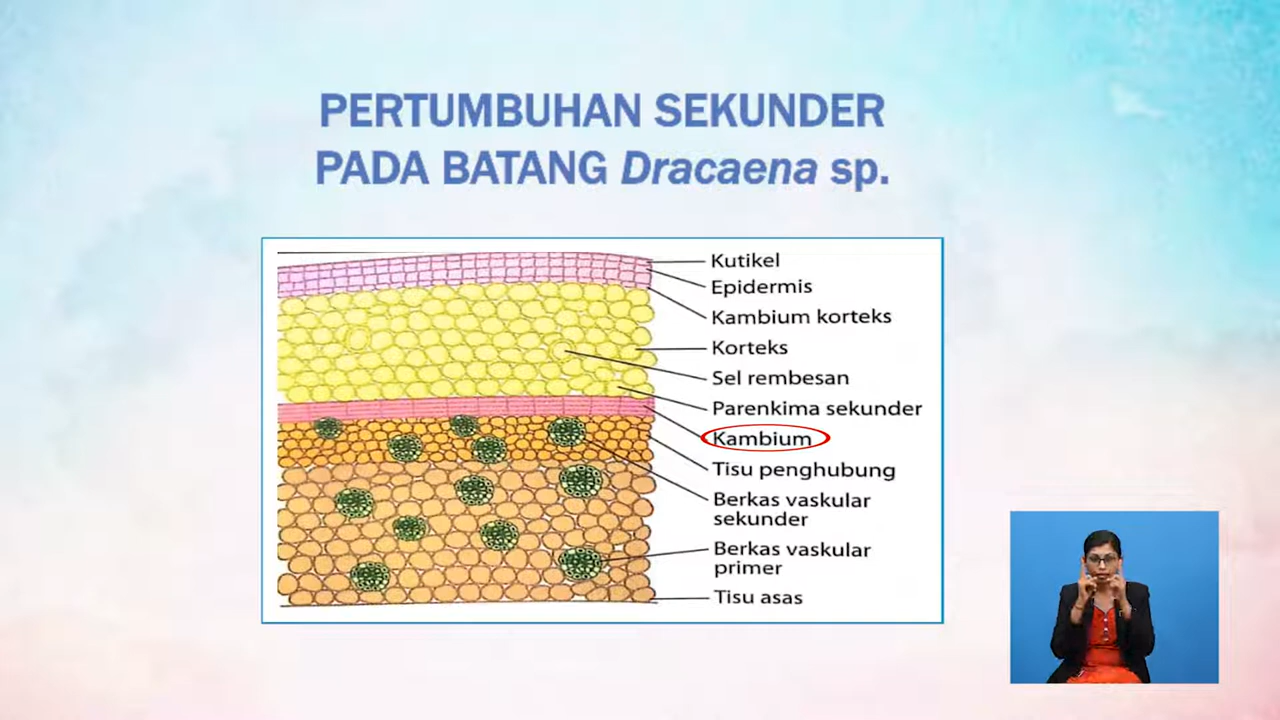 PERTUMBUHAN SEKUNDER
PADA BATANG Dracaena sp.
Kutikel
Epidermis
Kambium korteks
Korteks
Sel rembesan
Parenkima sekunder
Kambium
Tisu penghubung
Berkas vaskular
sekunder
Berkas vaskular
primer
Tisu asas